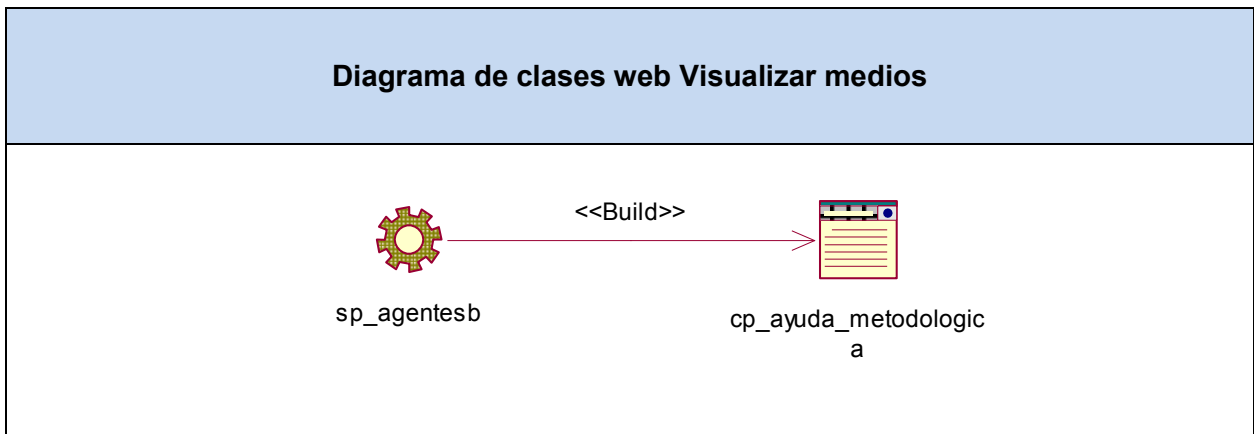 Diagrama de clases web Visualizar medios
<<Build>>
sp_agentesb
cp_ayuda_metodologic
a